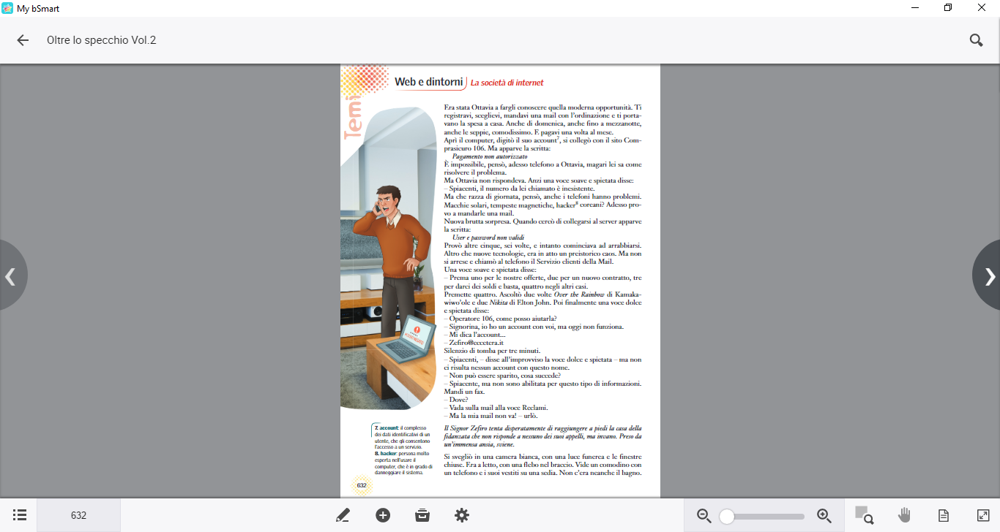 My bSmart
Oltre lo specchio Vol.2
Web e dintorni La società di internet
Temi
Era stata Ottavia a fargli conoscere quella moderna opportunità. Ti
registravi, sceglievi, mandavi una mail con l'ordinazione e ti porta-
vano la spesa a casa. Anche di domenica, anche fino a mezzanotte,
anche le seppie, comodissimo. E pagavi una volta al mese.
Aprì il computer, digitò il suo account7, si collegò con il sito Com-
prasicuro 106. Ma apparve la scritta:
Pagamento non autorizzato
È impossibile, pensò, adesso telefono a Ottavia, magari lei sa come
risolvere il problema.
Ma Ottavia non rispondeva. Anzi una voce soave e spietata disse:
– Spiacenti, il numero da lei chiamato è inesistente.
Ma che razza di giornata, pensò, anche i telefoni hanno problemi.
Macchie solari, tempeste magnetiche, hacker8 coreani? Adesso pro-
vo a mandarle una mail.
Nuova brutta sorpresa. Quando cercò di collegarsi al server apparve
la scritta:
User e password non validi
Provò altre cinque, sei volte, e intanto cominciava ad arrabbiarsi.
Altro che nuove tecnologie, era in atto un preistorico caos. Ma non
si arrese e chiamò al telefono il Servizio clienti della Mail.
Una voce soave e spietata disse:
– Prema uno per le nostre offerte, due per un nuovo contratto, tre
per darci dei soldi e basta, quattro negli altri casi.
Premette quattro. Ascoltò due volte Over the Rainbow di Kamaka-
wiwo'ole e due Nikita di Elton John. Poi finalmente una voce dolce
e spietata disse:
– Operatore 106, come posso aiutarla?
– Signorina, io ho un account con voi, ma oggi non funziona.
– Mi dica l'account...
– Zefiro@eccetera.it
Silenzio di tomba per tre minuti.
– Spiacenti, – disse all'improvviso la voce dolce e spietata – ma non
ci risulta nessun account con questo nome.
– Non può essere sparito, cosa succede?
– Spiacente, ma non sono abilitata per questo tipo di informazioni.
Mandi un fax.
– Dove?
– Vada sulla mail alla voce Reclami.
– Ma la mia mail non va! – urlò.
Il Signor Zefiro tenta disperatamente di raggiungere a piedi la casa della
fidanzata che non risponde a nessuno dei suoi appelli, ma invano. Preso da
un'immensa ansia, sviene.
Si svegliò in una camera bianca, con una luce funerea e le finestre
chiuse. Era a letto, con una flebo nel braccio. Vide un comodino con
un telefono e i suoi vestiti su una sedia. Non c'era neanche il bagno.
7. account: il complesso
dei dati identificativi di un
utente, che gli consentono
l'accesso a un servizio.
8. hacker: persona molto
esperta nell'usare il
computer, che è in grado di
danneggiare il sistema.
632
632